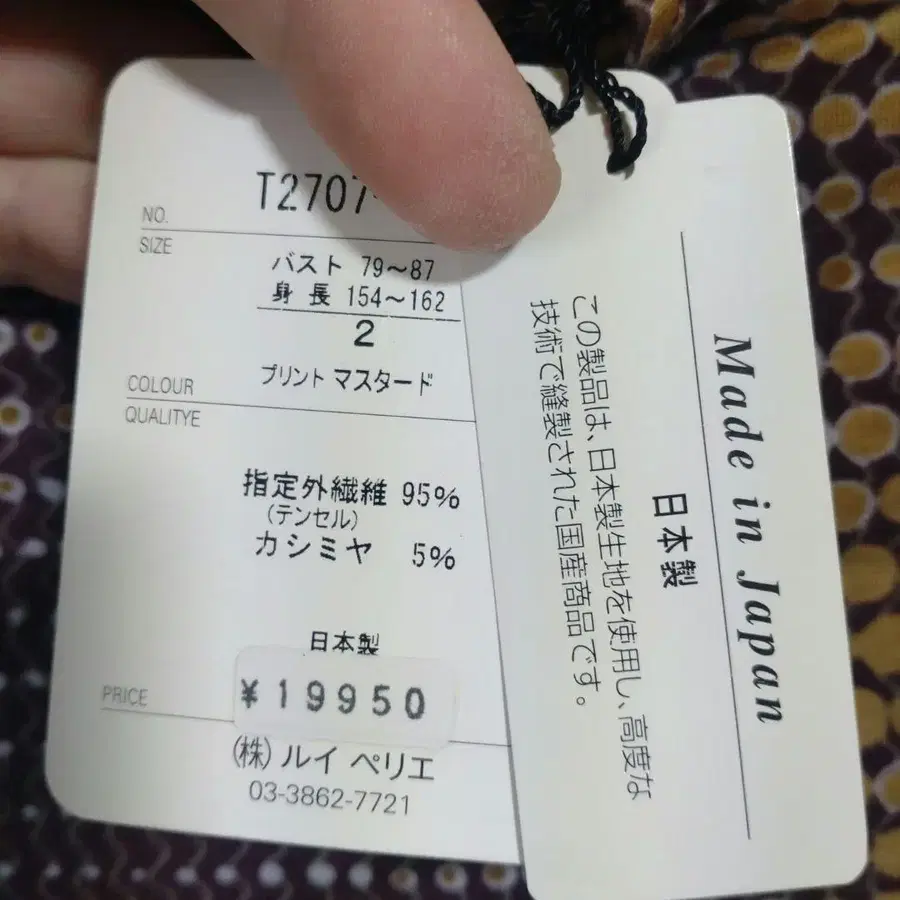 NO.
T2707
SIZE
バスト 79～87
身長 154～162
2
COLOUR
プリント マスタード
QUALITYE
指定外繊維 95%
(テンセル)
カシミヤ 5%
日本製
PRICE
¥19950
(株) ルイ ペリエ
03-3862-7721
Made in Japan
日本製
この製品は、日本製生地を使用し、高度な
技術で縫製された国産商品です。